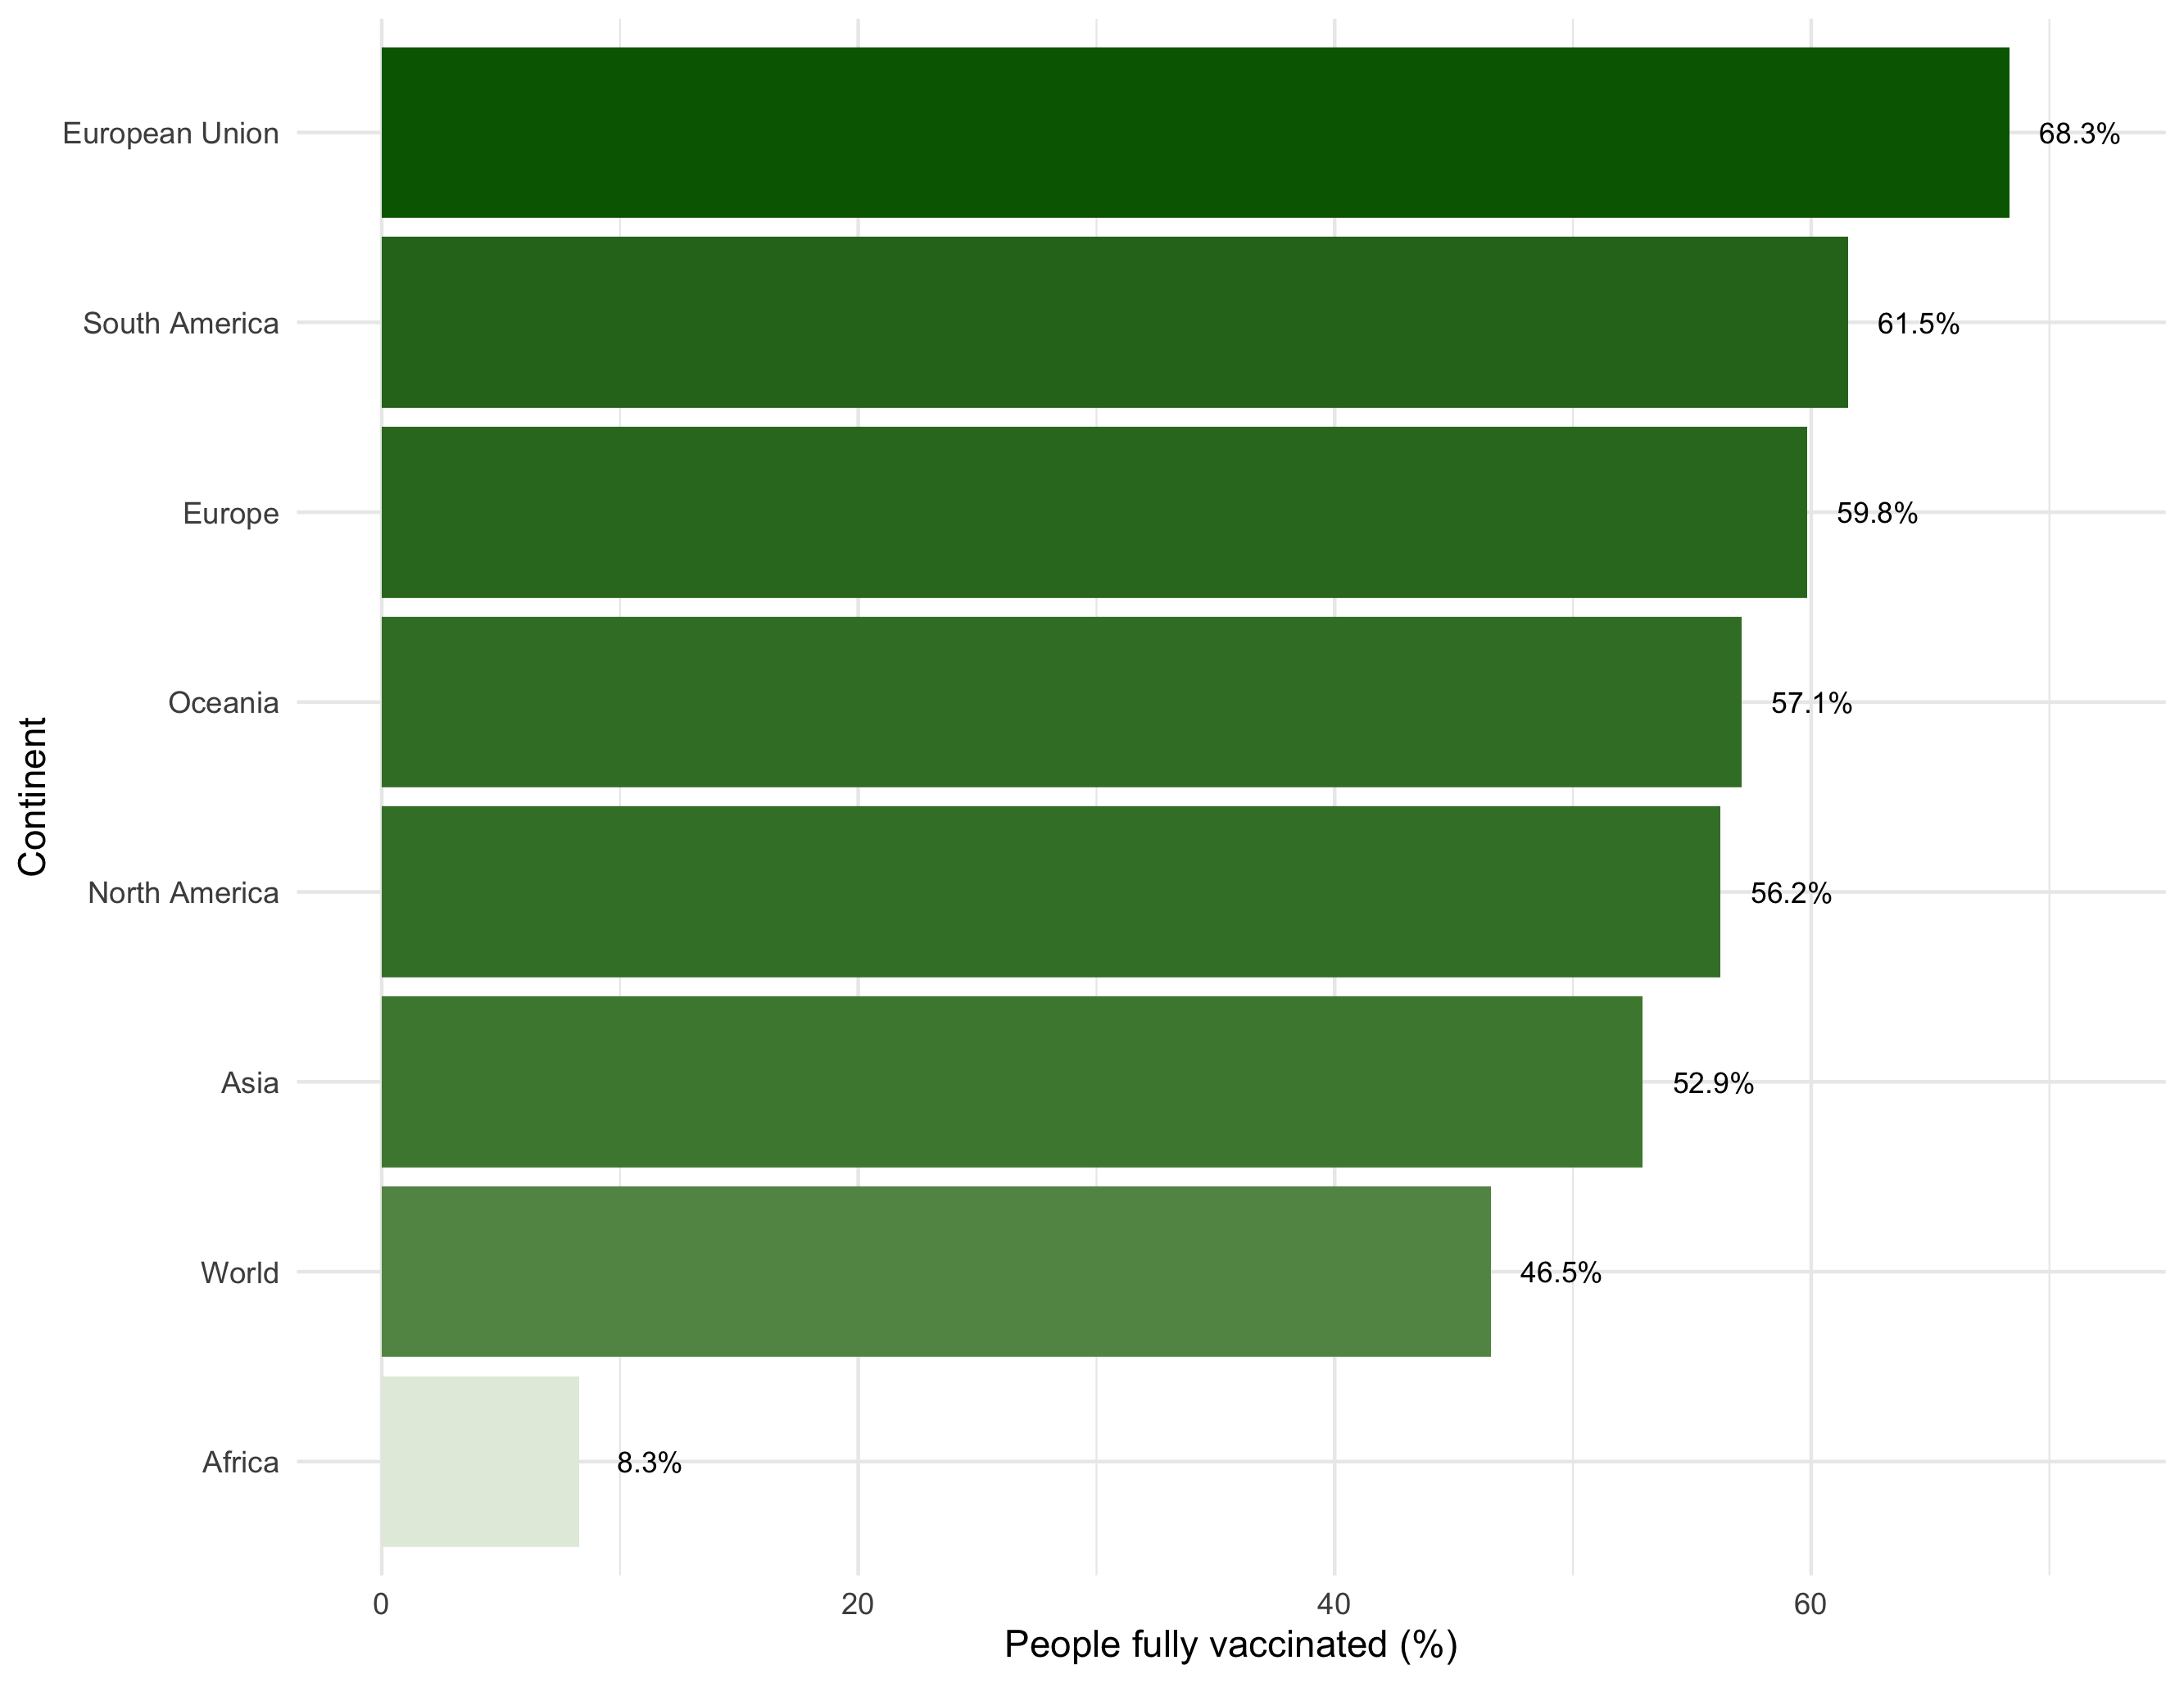 European Union
68.3%
South America
61.5%
Europe
59.8%
Oceania
57.1%
Continent
North America
56.2%
Asia
52.9%
World
46.5%
Africa
8.3%
0 20 40 60
People fully vaccinated (%)